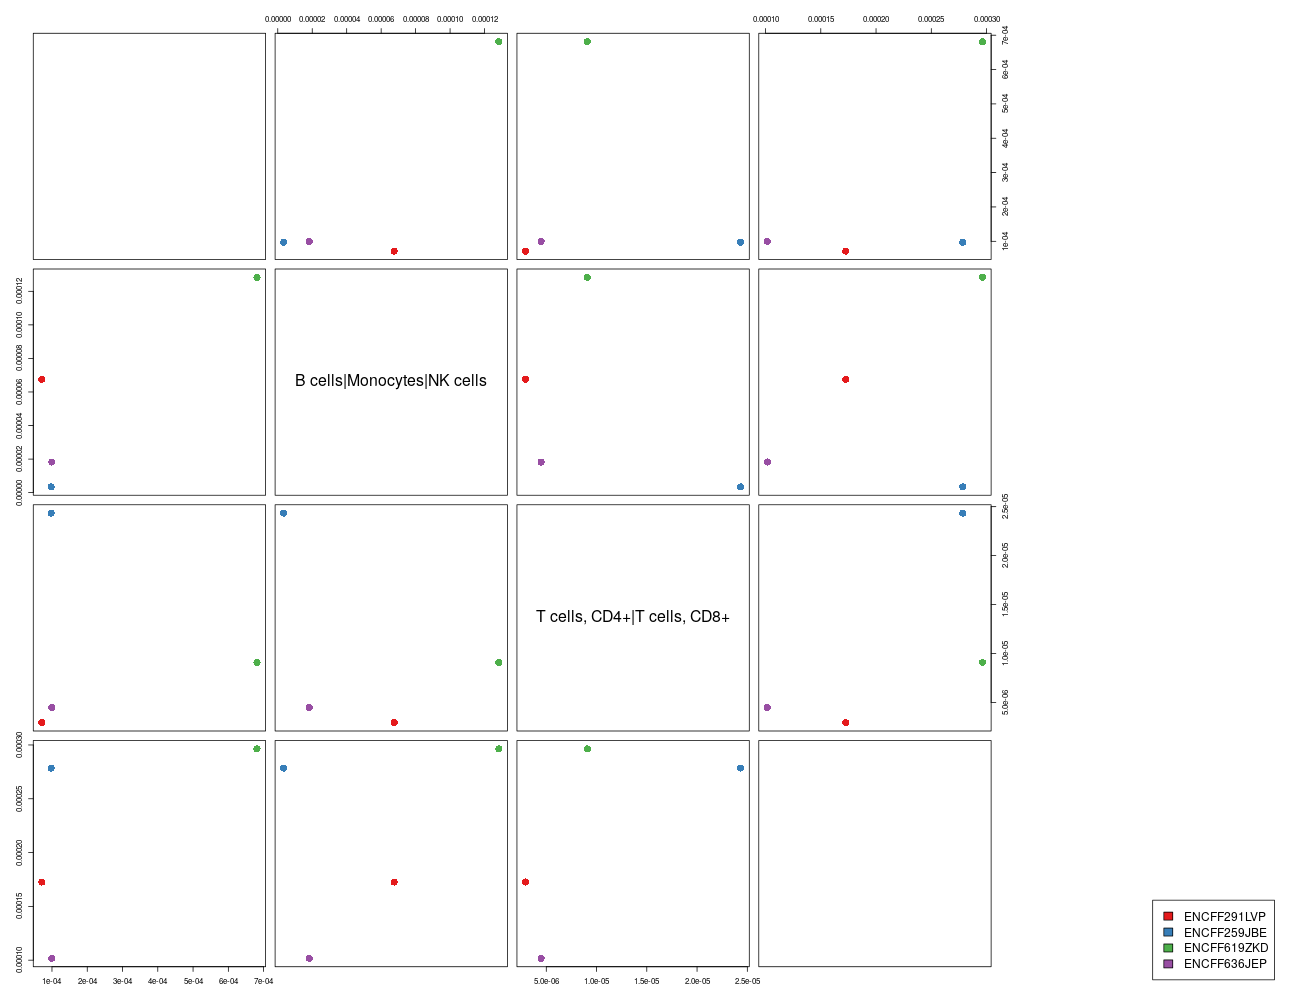 0.00000 0.00002 0.00004 0.00006 0.00008 0.00010 0.00012
0.00010 0.00015 0.00020 0.00025 0.00030
7e-04
6e-04
5e-04
4e-04
3e-04
2e-04
1e-04
0.00012
0.00010
0.00008
0.00006
0.00004
0.00002
0.00000
B cells|Monocytes|NK cells
T cells, CD4+|T cells, CD8+
2.5e-05
2.0e-05
1.5e-05
1.0e-05
5.0e-06
0.00030
0.00025
0.00020
0.00015
0.00010
1e-04 2e-04 3e-04 4e-04 5e-04 6e-04 7e-04
5.0e-06 1.0e-05 1.5e-05 2.0e-05 2.5e-05
ENCFF291LVP
ENCFF259JBE
ENCFF619ZKD
ENCFF636JEP